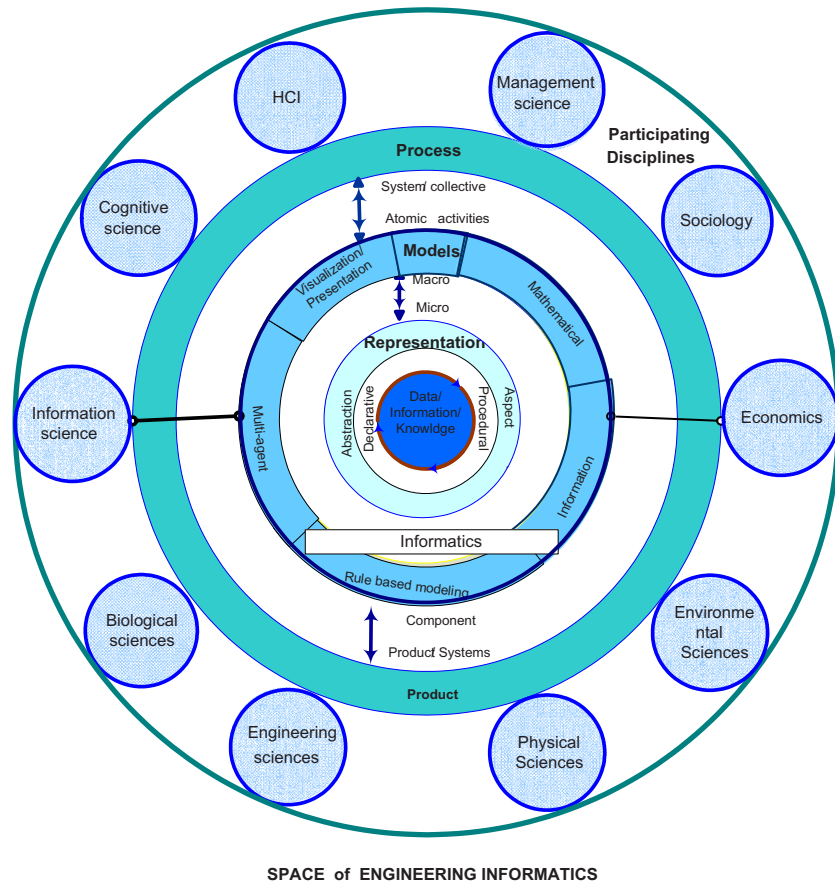 HCI
Management
science
Participating
Disciplines
Process
Cognitive
science
System/ collective
Atomic activities
Sociology
Visualization/
Presentation
Models
Macro
Micro
Mathematical
Representation
Information
science
Multi-agent
Abstraction
Declarative
Data/
Information/
Knowlidge
Procedural
Aspect
Information
Economics
Informatics
Rule based modeling
Component
Product/ Systems
Biological
sciences
Environme
ntal
Sciences
Product
Engineering
sciences
Physical
Sciences
SPACE of ENGINEERING INFORMATICS